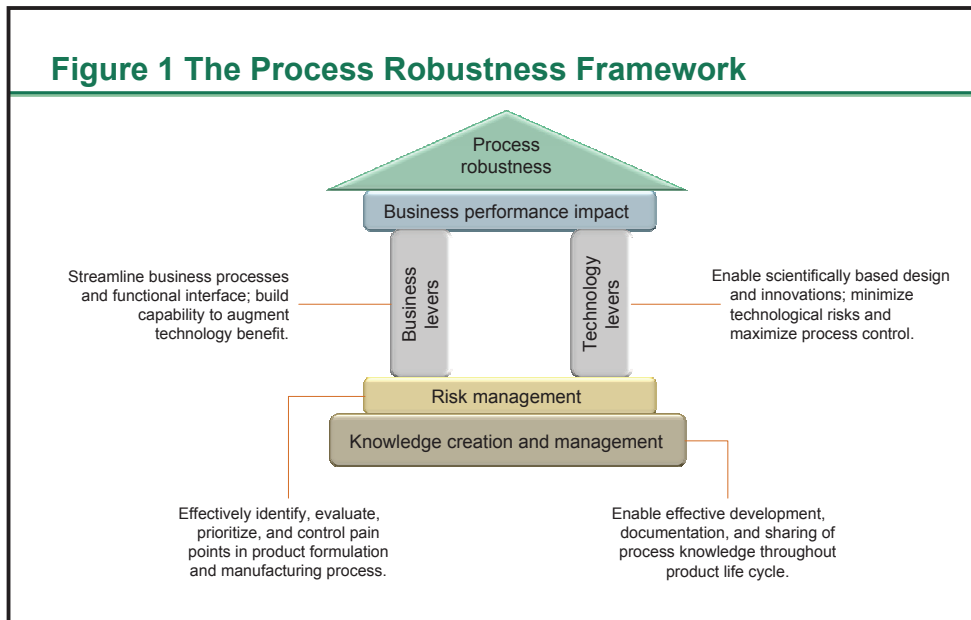 Figure 1 The Process Robustness Framework
Process
robustness
Business performance impact
Streamline business processes
and functional interface; build
capability to augment
technology benefit.
Business
levers
Technology
levers
Enable scientifically based design
and innovations; minimize
technological risks and
maximize process control.
Risk management
Knowledge creation and management
Effectively identify, evaluate,
prioritize, and control pain
points in product formulation
and manufacturing process.
Enable effective development,
documentation, and sharing of
process knowledge throughout
product life cycle.